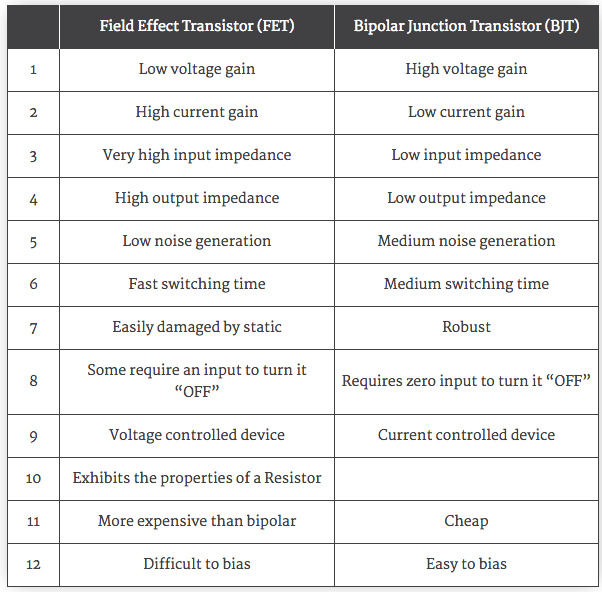 Field Effect Transistor (FET) Bipolar Junction Transistor (BJT)
1 Low voltage gain High voltage gain
2 High current gain Low current gain
3 Very high input impedance Low input impedance
4 High output impedance Low output impedance
5 Low noise generation Medium noise generation
6 Fast switching time Medium switching time
7 Easily damaged by static Robust
8 Some require an input to turn it
“OFF” Requires zero input to turn it “OFF”
9 Voltage controlled device Current controlled device
10 Exhibits the properties of a Resistor
11 More expensive than bipolar Cheap
12 Difficult to bias Easy to bias